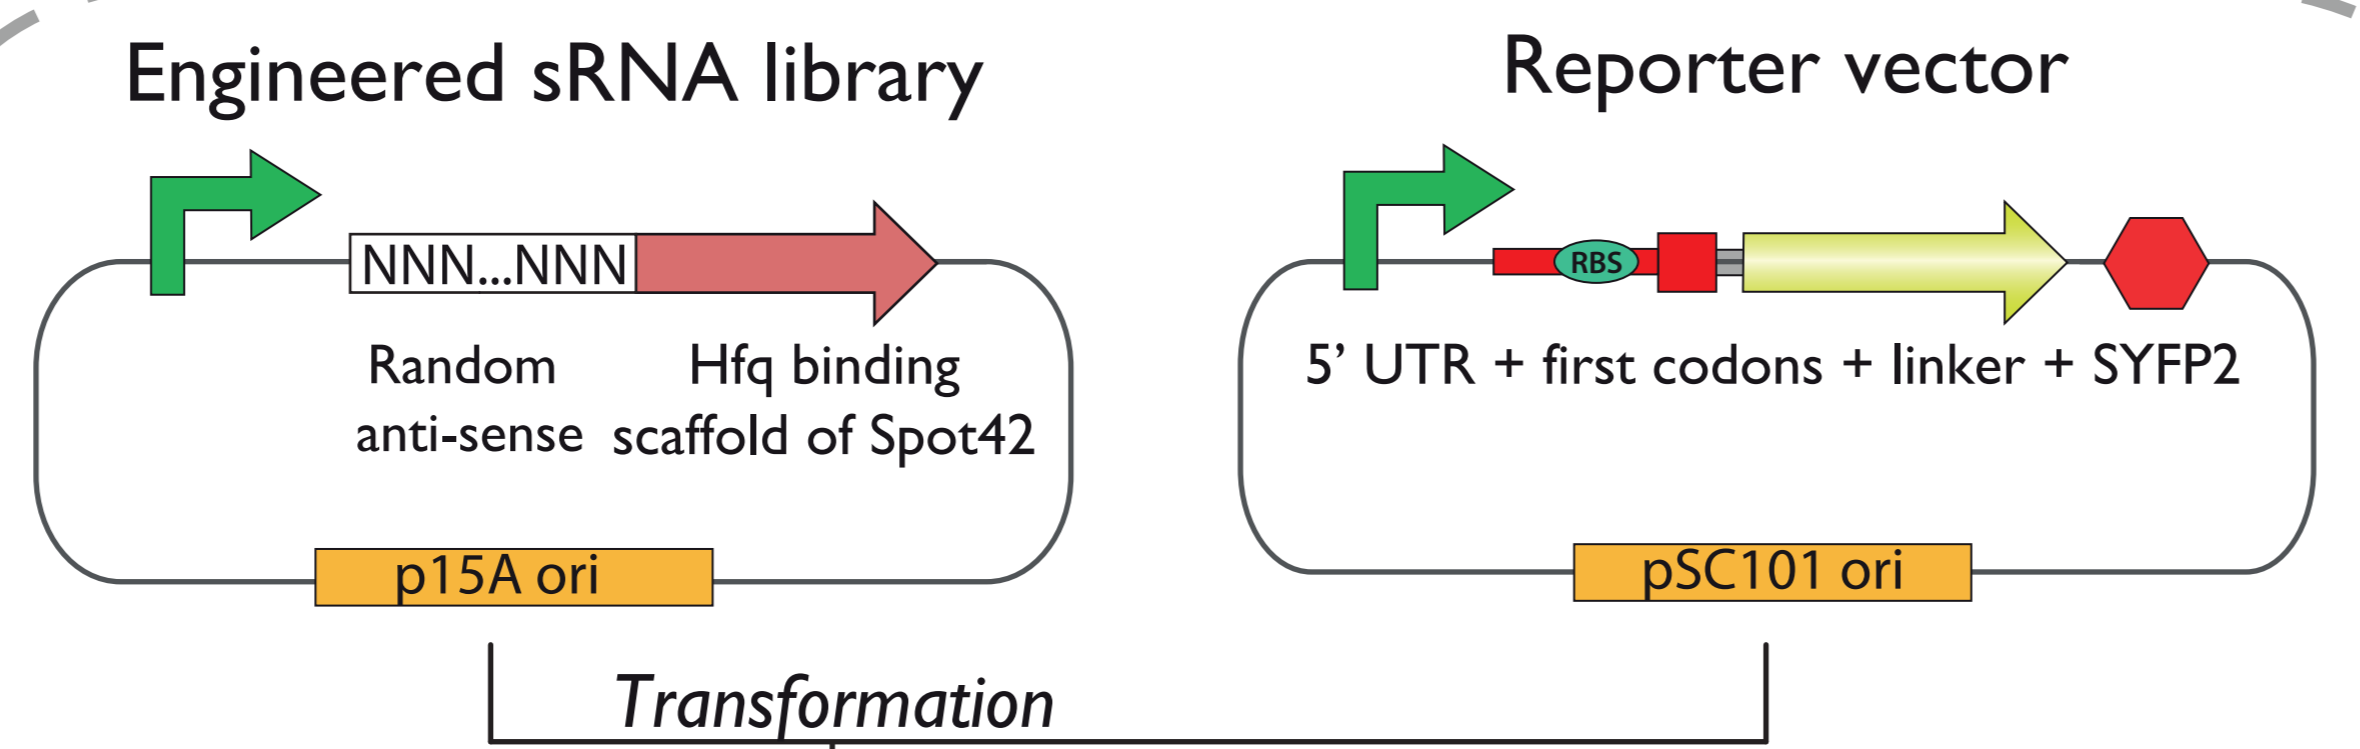 Engineered sRNA library
Reporter vector
NNN...NNN
RBS
Random
anti-sense
Hfq binding
scaffold of Spot42
5' UTR + first codons + linker + SYFP2
p15A ori
pSC101 ori
Transformation